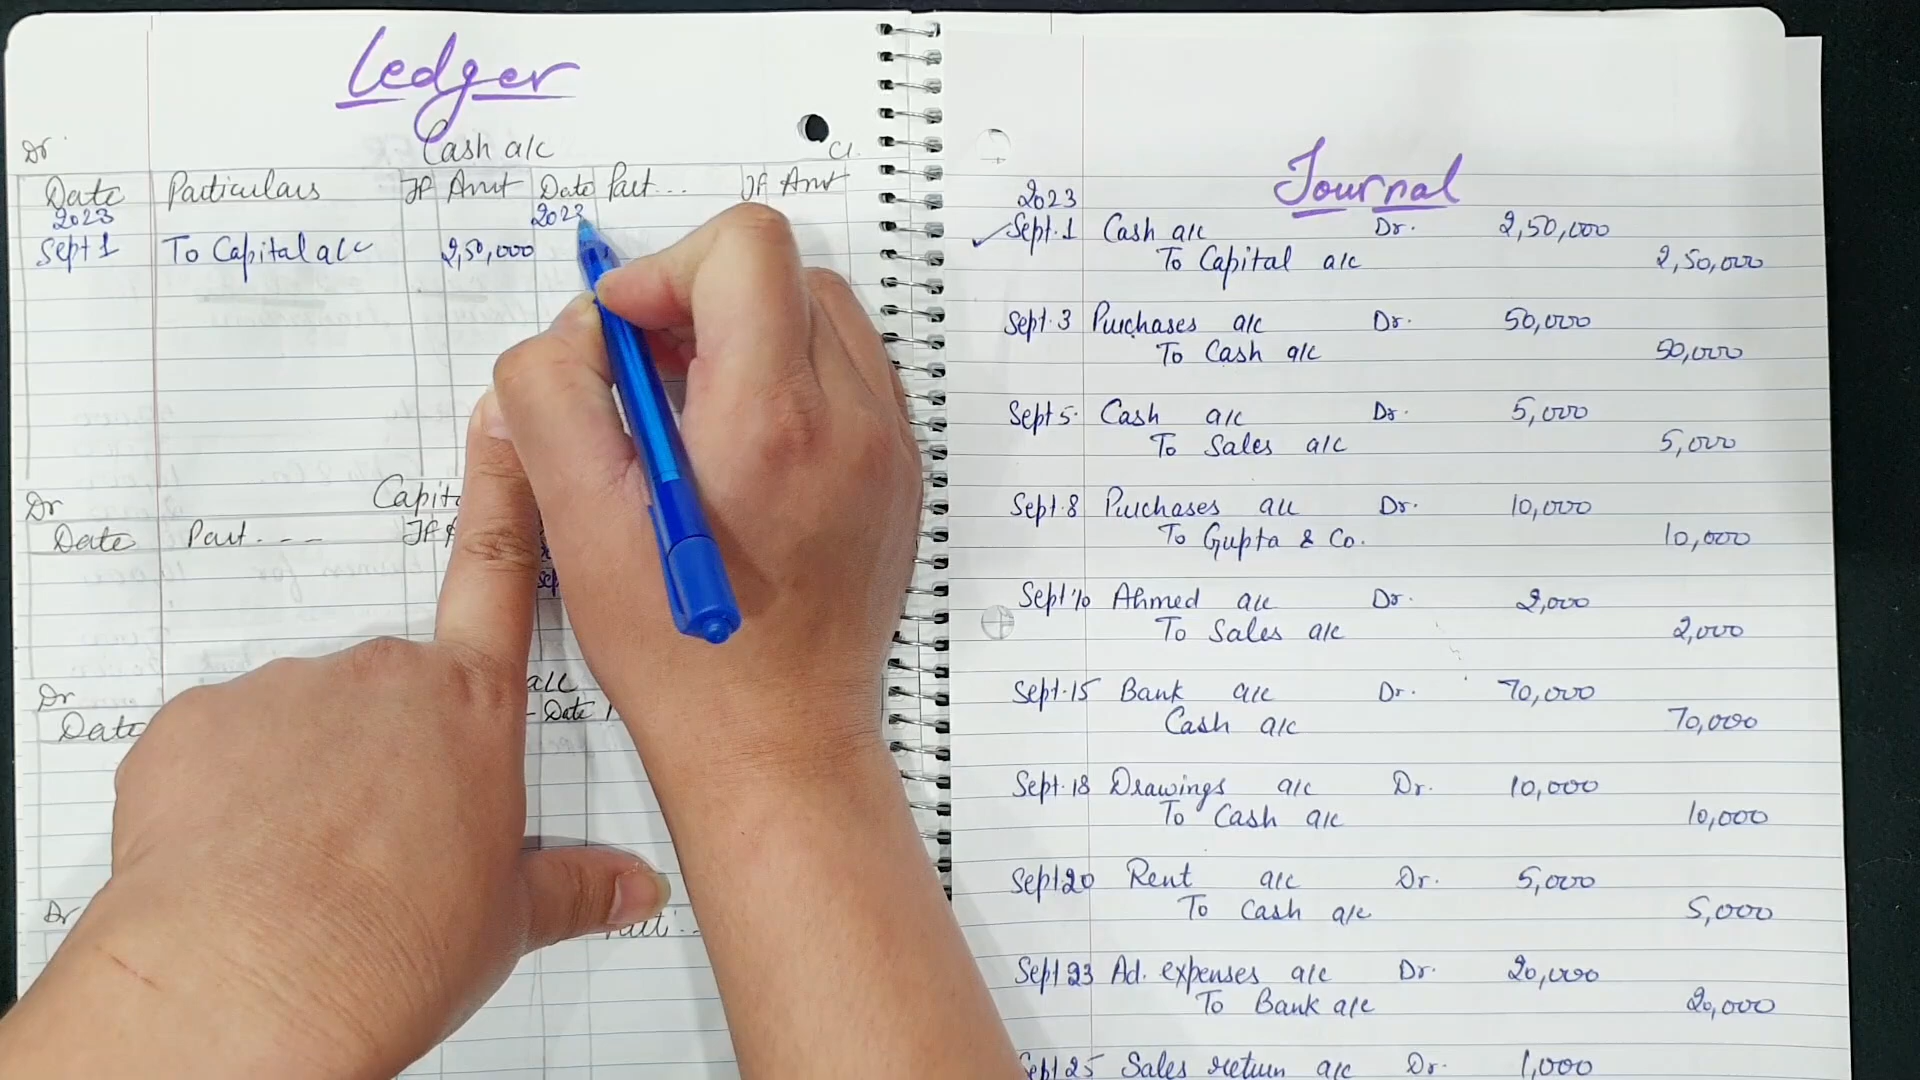 Ledger
Dr Cash a/c Cr.
Date Particulars JF Amt Date Part... JF Amt
2023 2023
Sept 1 To Capital a/c 2,50,000
Dr
Date Part. - - - JF
Dr a/c
Date - Date
Dr
Journal
2023
Sept. 1 Cash a/c Dr. 2,50,000
To Capital a/c 2,50,000
Sept. 3 Purchases a/c Dr. 50,000
To Cash a/c 50,000
Sept 5. Cash a/c Dr. 5,000
To Sales a/c 5,000
Sept. 8 Purchases a/c Dr. 10,000
To Gupta & Co. 10,000
Sept 10 Ahmed a/c Dr. 2,000
To Sales a/c 2,000
Sept. 15 Bank a/c Dr. 70,000
Cash a/c 70,000
Sept. 18 Drawings a/c Dr. 10,000
To Cash a/c 10,000
Sept 20 Rent a/c Dr. 5,000
To Cash a/c 5,000
Sept 23 Ad. expenses a/c Dr. 20,000
To Bank a/c 20,000
Sept 25 Sales return a/c Dr. 1,000